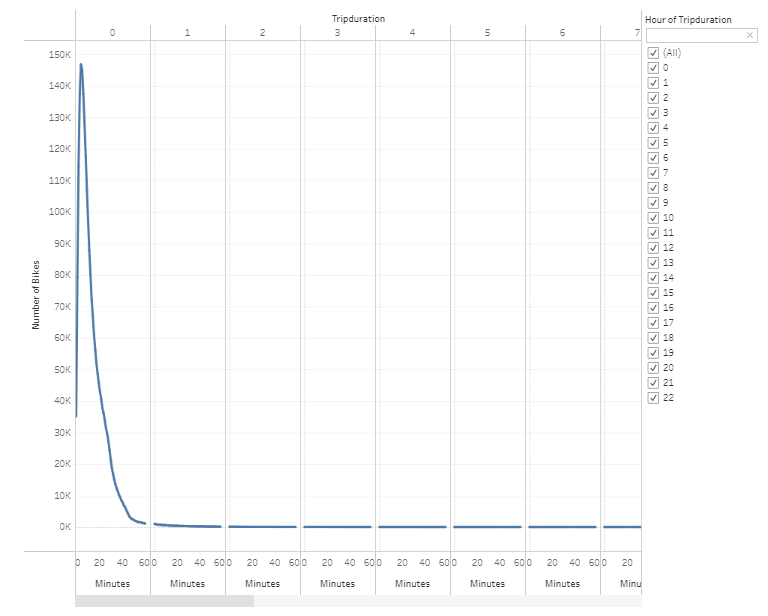 Tripduration
Hour of Tripduration
0 1 2 3 4 5 6 7
(All)
0
1
2
3
4
5
6
7
8
9
10
11
12
13
14
15
16
17
18
19
20
21
22
150K
140K
130K
120K
110K
100K
90K
80K
70K
60K
50K
40K
30K
20K
10K
0K
Number of Bikes
0 20 40 60 0 20 40 60 0 20 40 60 0 20 40 60 0 20 40 60 0 20 40 60 0 20 40 60 0 20
Minutes Minutes Minutes Minutes Minutes Minutes Minutes Minu